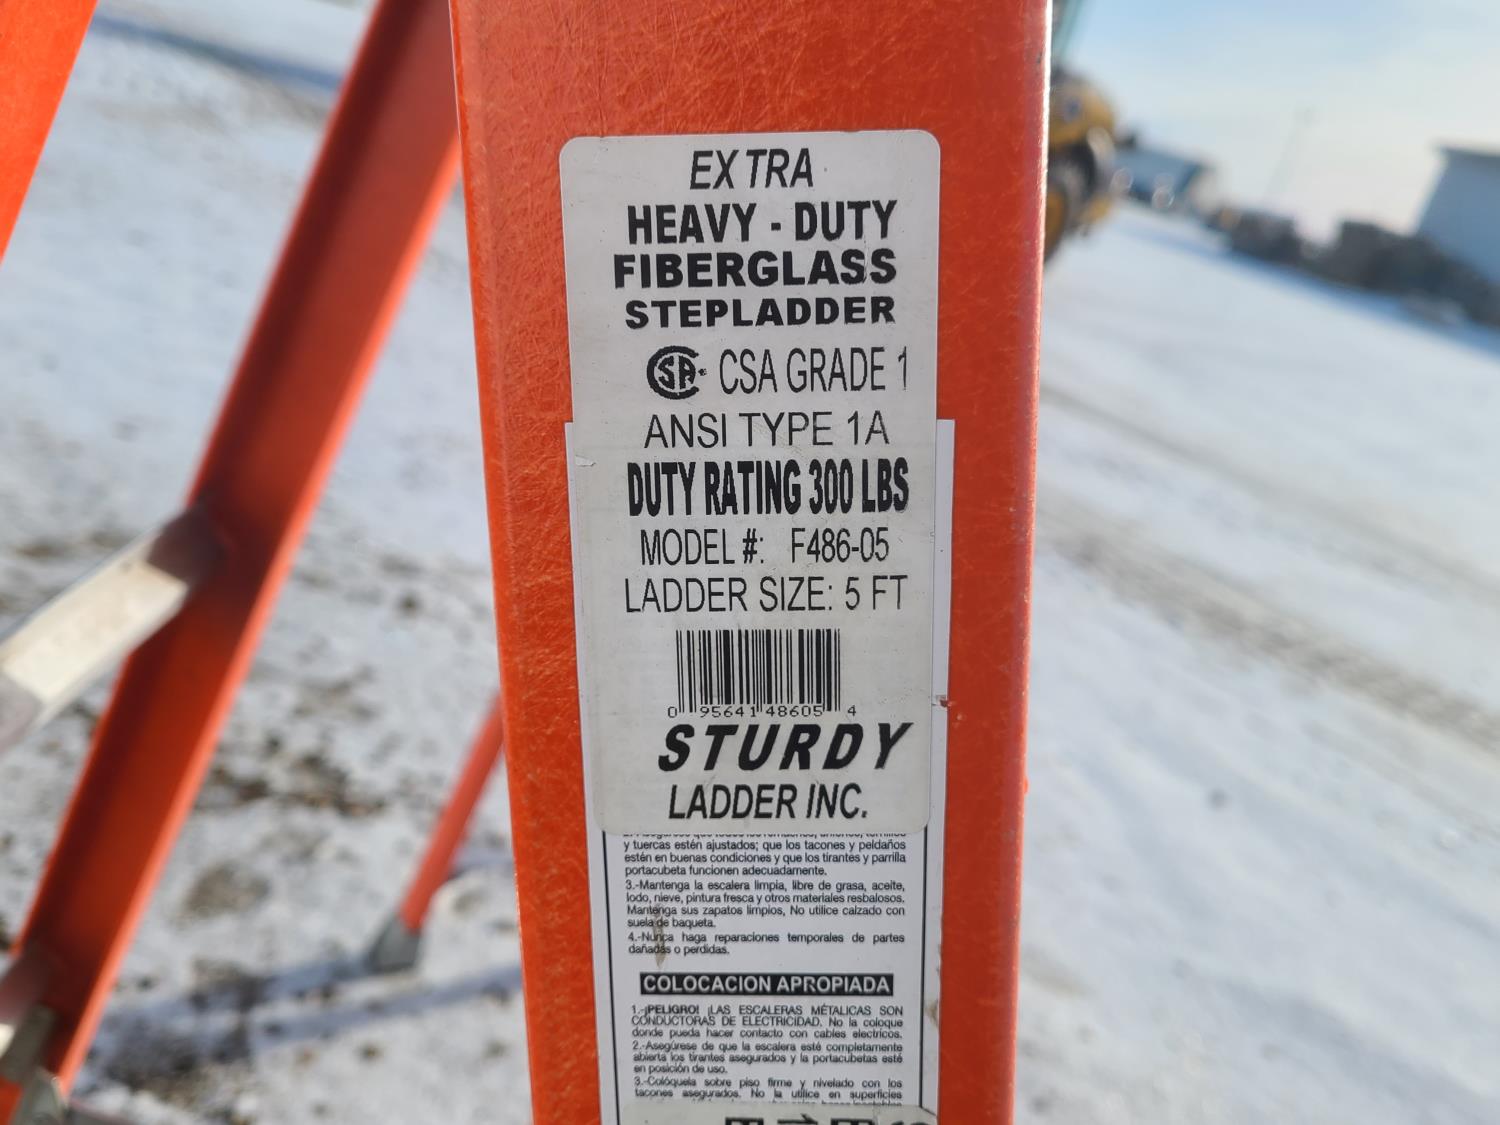 EXTRA
HEAVY - DUTY
FIBERGLASS
STEPLADDER
CSA CSA GRADE 1
ANSI TYPE 1A
DUTY RATING 300 LBS
MODEL #: F486-05
LADDER SIZE: 5 FT
0 95641 48605 4
STURDY
LADDER INC.
y tuercas estén ajustados; que los tacones y peldaños
estén en buenas condiciones y que los tirantes y parrilla
portacubeta funcionen adecuadamente.
3.-Mantenga la escalera limpia, libre de grasa, aceite,
lodo, nieve, pintura fresca y otros materiales resbalosos.
Mantenga sus zapatos limpios, No utilice calzado con
suela de baqueta.
4.-Nunca haga reparaciones temporales de partes
dañadas o perdidas.
COLOCACION APROPIADA
1.-¡PELIGRO! ¡LAS ESCALERAS MÉTALICAS SON
CONDUCTORAS DE ELECTRICIDAD. No la coloque
donde pueda hacer contacto con cables electricos.
2.-Asegúrese de que la escalera esté completamente
abierta los tirantes asegurados y la portacubetas esté
en posición de uso.
3.-Colóquela sobre piso firme y nivelado con los
tacones asegurados. No la utilice en superficies